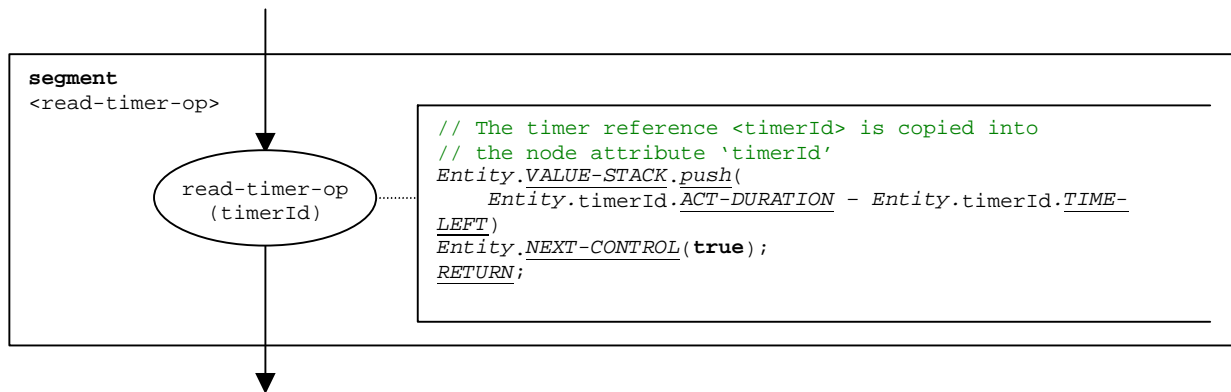 segment
<read-timer-op>
read-timer-op
(timerId)
// The timer reference <timerId> is copied into
// the node attribute ‘timerId’
Entity.VALUE-STACK.push(
Entity.timerId.ACT-DURATION – Entity.timerId.TIME-
LEFT)
Entity.NEXT-CONTROL(true);
RETURN;